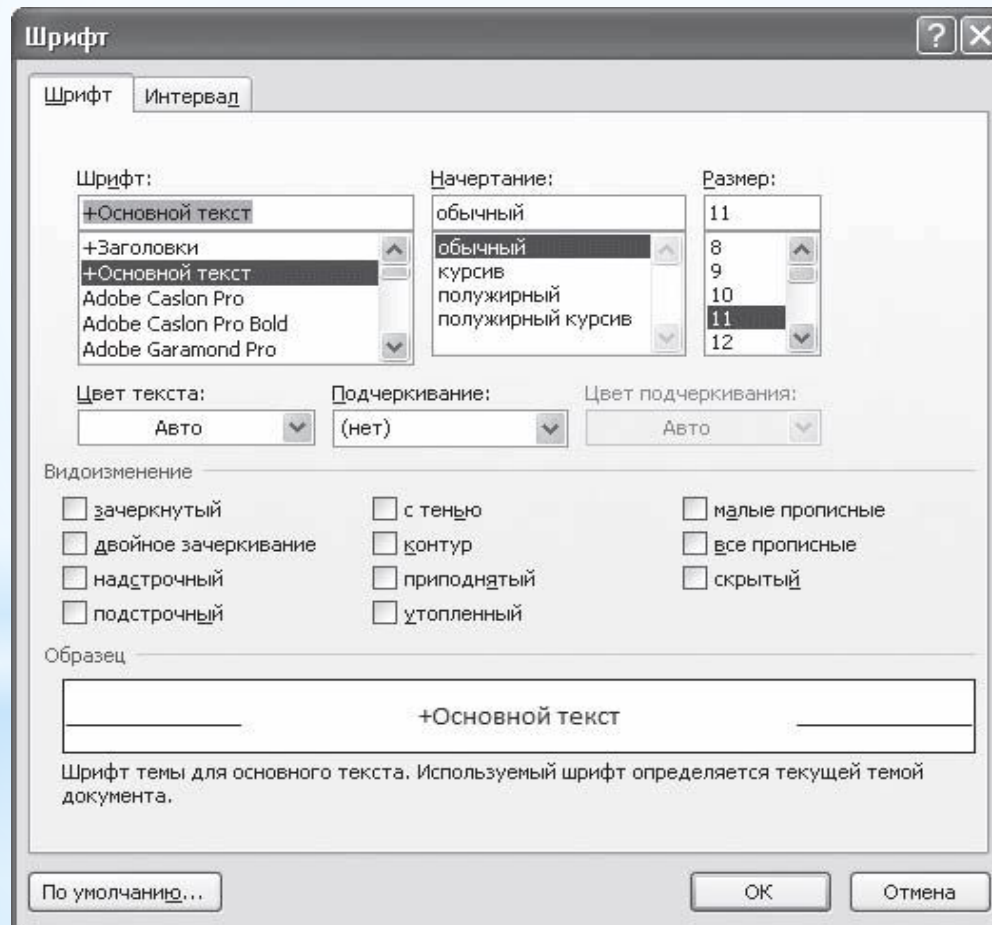 Шрифт
Шрифт Интервал
Шрифт: Начертание: Размер:
+Основной текст обычный 11
+Заголовки обычный 8
+Основной текст курсив 9
Adobe Caslon Pro полужирный 10
Adobe Caslon Pro Bold полужирный курсив 11
Adobe Garamond Pro 12
Цвет текста: Подчеркивание: Цвет подчеркивания:
Авто (нет) Авто
Видоизменение
зачеркнутый с тенью малые прописные
двойное зачеркивание контур все прописные
надстрочный приподнятый скрытый
подстрочный утопленный
Образец
+Основной текст
Шрифт темы для основного текста. Используемый шрифт определяется текущей темой
документа.
По умолчанию... ОК Отмена